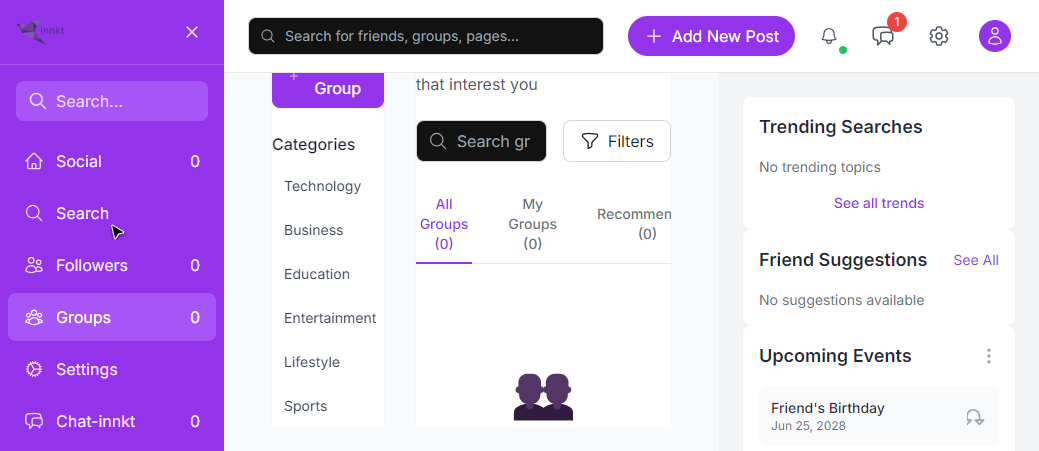 innkt
Search...
Social 0
Search
Followers 0
Groups 0
Settings
Chat-innkt 0
Search for friends, groups, pages...
Add New Post
1
Group
Categories
Technology
Business
Education
Entertainment
Lifestyle
Sports
that interest you
Search gr
Filters
All
Groups
(0)
My
Groups
(0)
Recommen
(0)
Trending Searches
No trending topics
See all trends
Friend Suggestions See All
No suggestions available
Upcoming Events
Friend's Birthday
Jun 25, 2028